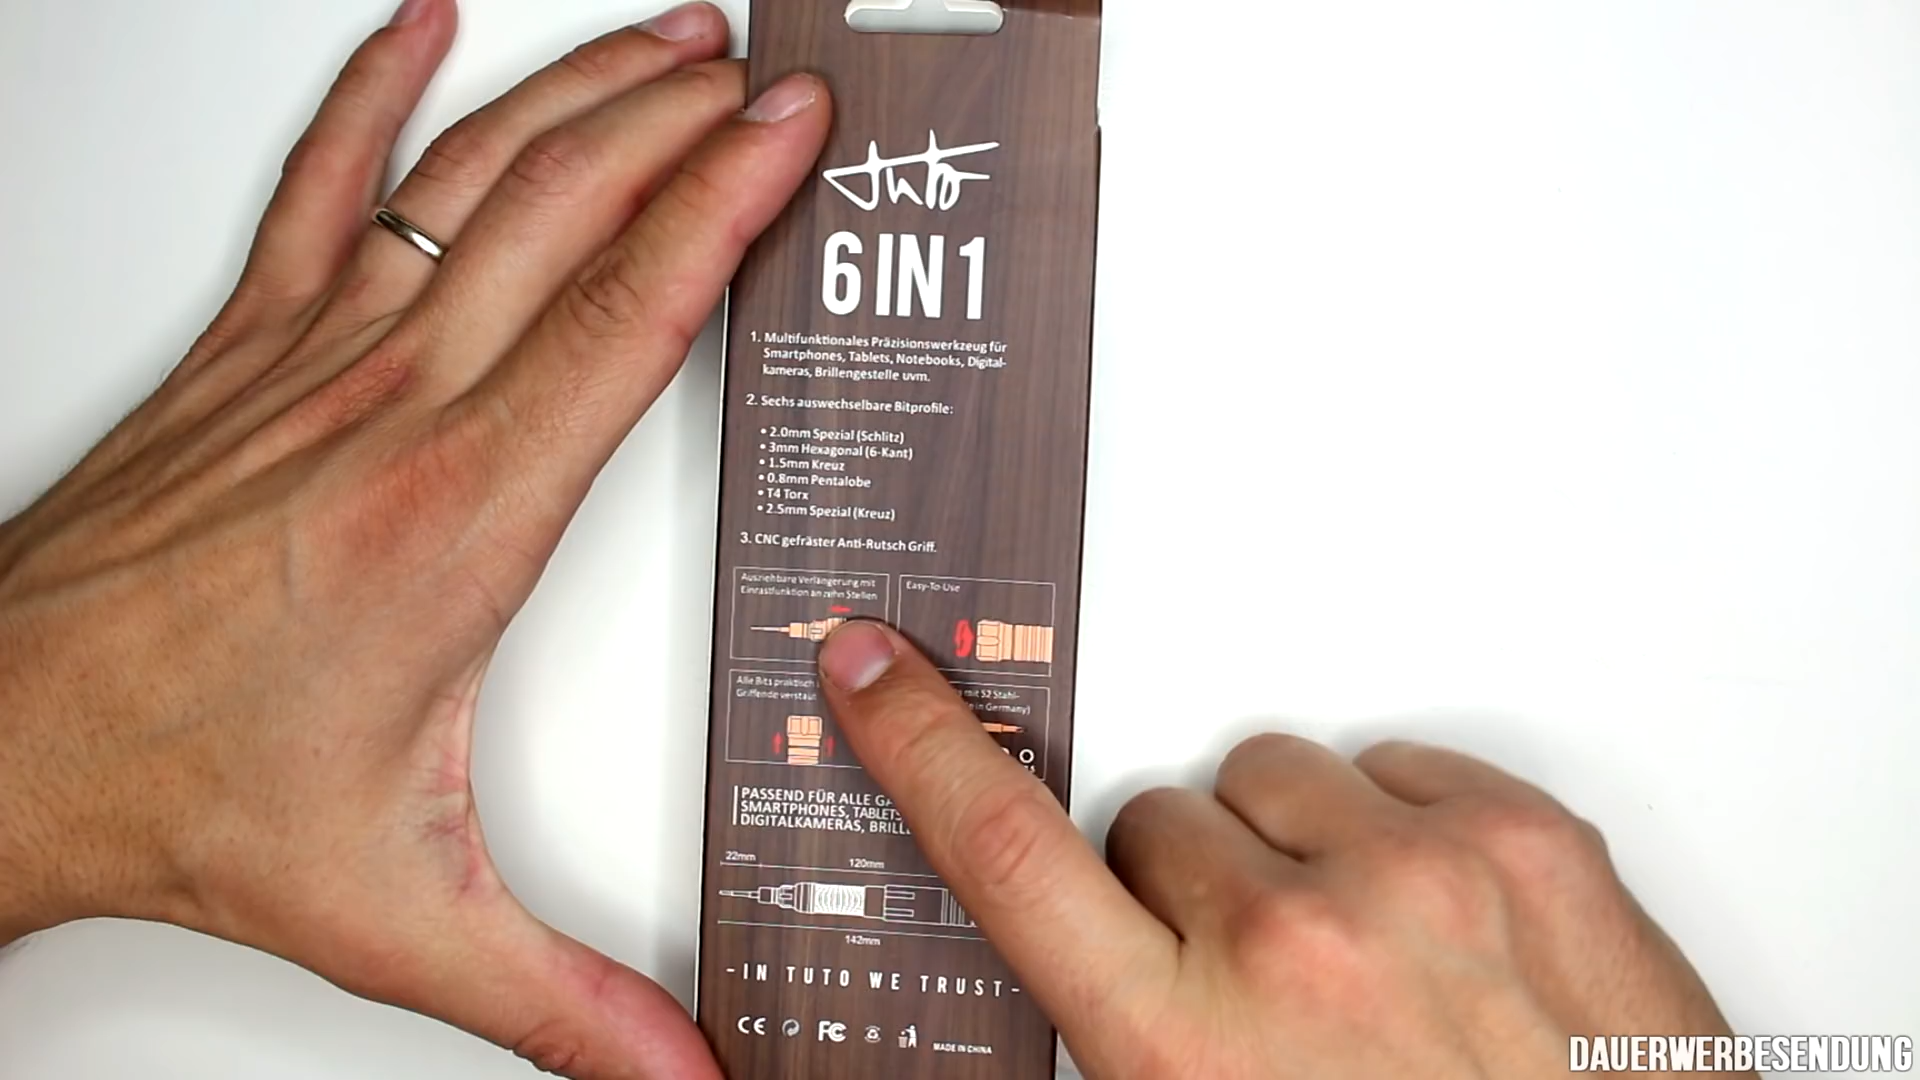 Tuto
6 IN 1
1. Multifunktionales Präzisionswerkzeug für
Smartphones, Tablets, Notebooks, Digital-
kameras, Brillengestelle uvm.
2. Sechs auswechselbare Bitprofile:
• 2.0mm Spezial (Schlitz)
• 3mm Hexagonal (6-Kant)
• 1.5mm Kreuz
• 0.8mm Pentalobe
• T4 Torx
• 2.5mm Spezial (Kreuz)
3. CNC gefräster Anti-Rutsch Griff.
Ausziehbare Verlängerung mit
Einrastfunktion an zehn Stellen
Easy-To-Use
Alle Bits praktisch
Griffende
mit S2 Stahl-
in Germany)
PASSEND FÜR ALLE
SMARTPHONES,
DIGITALKAMERAS,
22mm
120mm
142mm
-IN TUTO WE TRUST-
CE FC
MADE IN CHINA
DAUERWERBESENDUNG